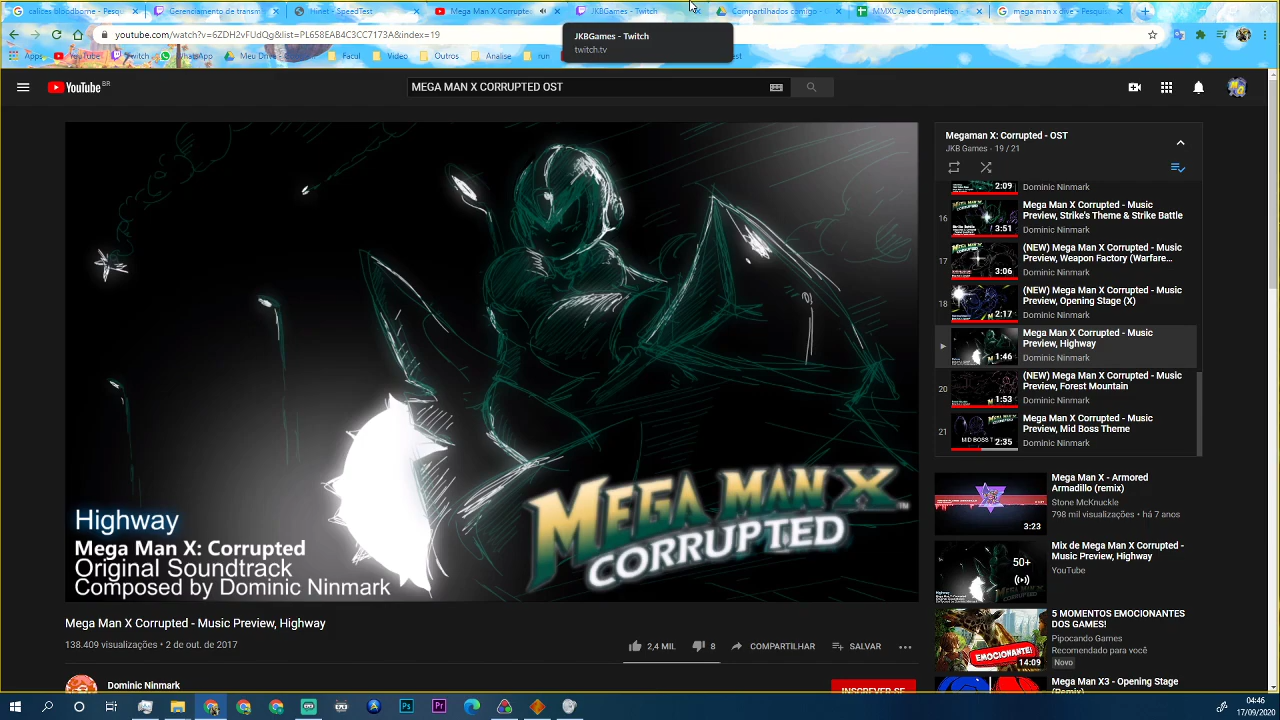 calides bloodborne - Pesqu
Gerenciamento de transm
Hinet - SpeedTest
Mega Man X Corrupte
JKBGames - Twitch
Compartilhados comigo -
MMXC Area Completion -
mega man x dive - Pesqui
youtube.com/watch?v=6ZDH2vFUdQg&list=PL658EAB4C3CC7173A&index=19
JKBGames - Twitch
twitch.tv
Apps
YouTube
Twitch
WhatsApp
Meu Drive
Facul
Video
Outros
Analise
run
YouTube BR
MEGA MAN X CORRUPTED OST
Highway
Mega Man X: Corrupted
Original Soundtrack
Composed by Dominic Ninmark
MEGA MAN X
TM
CORRUPTED
Mega Man X Corrupted - Music Preview, Highway
138.409 visualizações • 2 de out. de 2017
2,4 MIL
8
COMPARTILHAR
SALVAR
Dominic Ninmark
INSCREVER-SE
Megaman X: Corrupted - OST
JKB Games - 19 / 21
2:09
Dominic Ninmark
16
3:51
Mega Man X Corrupted - Music
Preview, Strike's Theme & Strike Battle
Dominic Ninmark
17
3:06
(NEW) Mega Man X Corrupted - Music
Preview, Weapon Factory (Warfare...
Dominic Ninmark
18
2:17
(NEW) Mega Man X Corrupted - Music
Preview, Opening Stage (X)
Dominic Ninmark
1:46
Mega Man X Corrupted - Music
Preview, Highway
Dominic Ninmark
20
1:53
(NEW) Mega Man X Corrupted - Music
Preview, Forest Mountain
Dominic Ninmark
21
MID BOSS T
2:35
Mega Man X Corrupted - Music
Preview, Mid Boss Theme
Dominic Ninmark
3:23
Mega Man X - Armored
Armadillo (remix)
Stone McKnuckle
798 mil visualizações • há 7 anos
50+
Mix de Mega Man X Corrupted -
Music Preview, Highway
YouTube
EMOCIONANTE!
14:09
5 MOMENTOS EMOCIONANTES
DOS GAMES!
Pipocando Games
Recomendado para você
Novo
Mega Man X3 - Opening Stage
(Remix)
Ps
Pr
04:46
17/09/2020